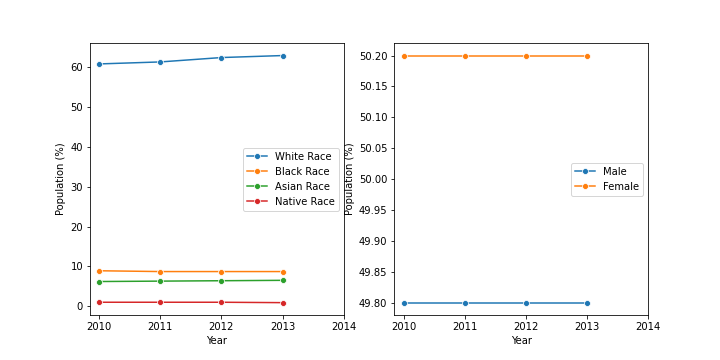 60
50
40
30
20
10
0
Population (%)
2010 2011 2012 2013 2014
Year
White Race
Black Race
Asian Race
Native Race
50.20
50.15
50.10
50.05
50.00
49.95
49.90
49.85
49.80
Population (%)
2010 2011 2012 2013 2014
Year
Male
Female